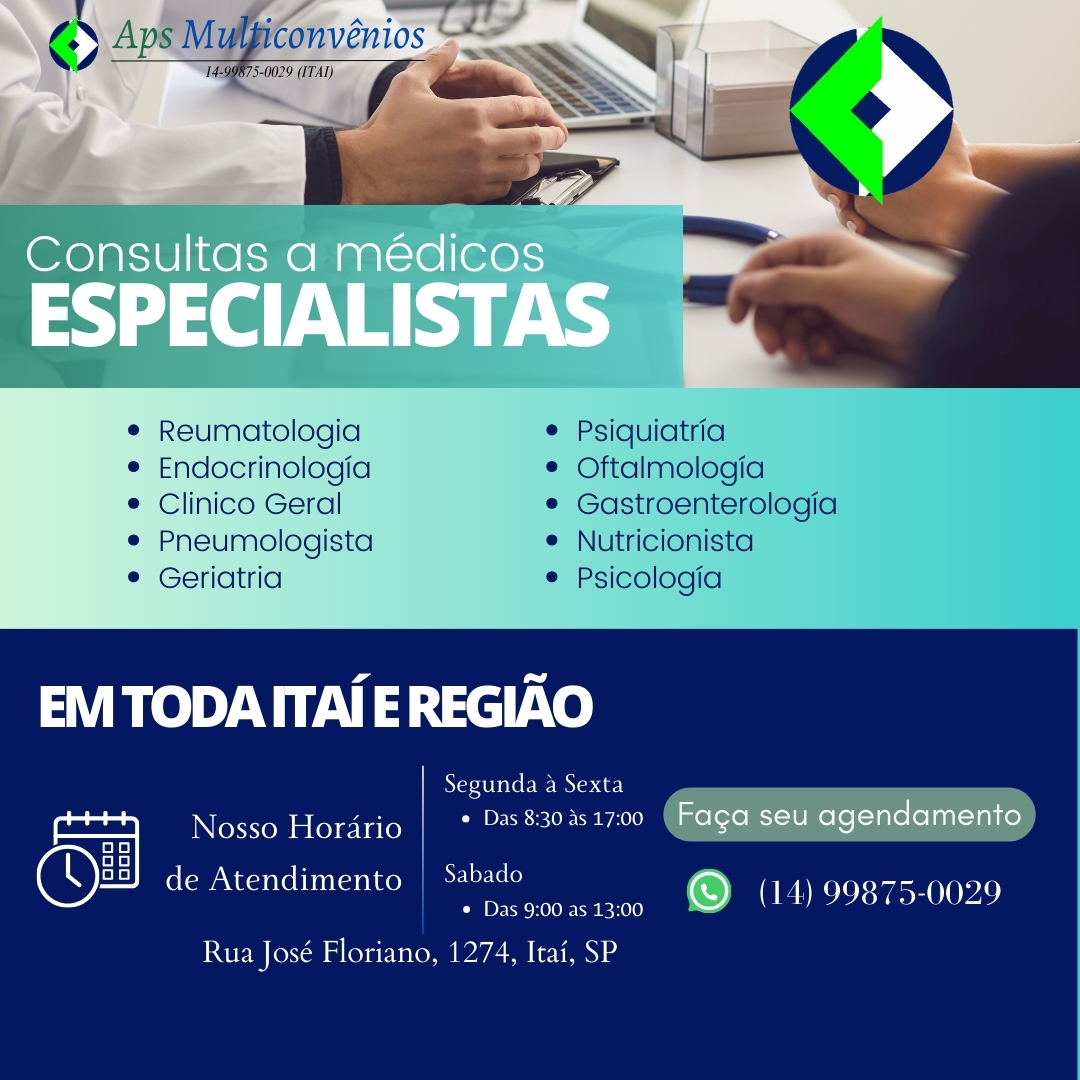 Aps Multiconvênios
14-99875-0029 (ITAI)
Consultas a médicos
ESPECIALISTAS
• Reumatologia
• Endocrinología
• Clinico Geral
• Pneumologista
• Geriatria
• Psiquiatría
• Oftalmología
• Gastroenterología
• Nutricionista
• Psicología
EM TODA ITAÍ E REGIÃO
Nosso Horário
de Atendimento
Segunda à Sexta
• Das 8:30 às 17:00
Sabado
• Das 9:00 as 13:00
Faça seu agendamento
(14) 99875-0029
Rua José Floriano, 1274, Itaí, SP